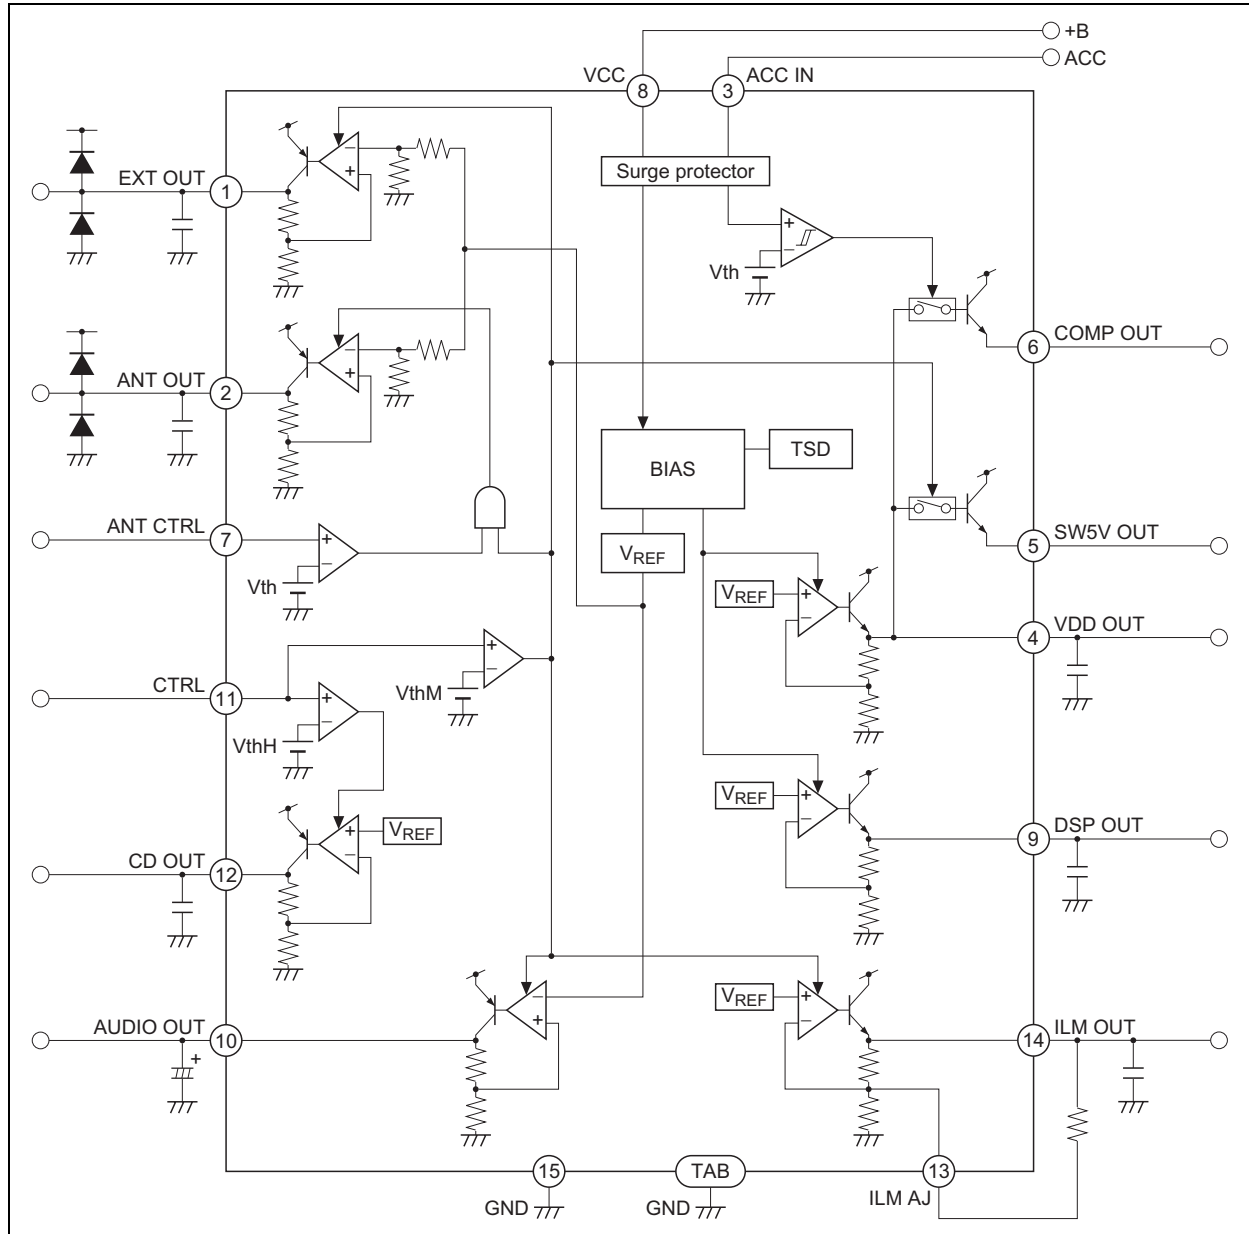 +B
ACC
VCC
8
3
ACC IN
EXT OUT
1
−
+
Surge protector
+
−
Vth
ANT OUT
2
−
+
6
COMP OUT
BIAS
TSD
ANT CTRL
7
+
−
Vth
VREF
5
SW5V OUT
VREF
+
−
4
VDD OUT
CTRL
11
+
−
VthM
+
−
VthH
VREF
+
−
9
DSP OUT
CD OUT
12
+
−
VREF
AUDIO OUT
10
+
−
+
VREF
+
−
14
ILM OUT
15
GND
TAB
GND
13
ILM AJ